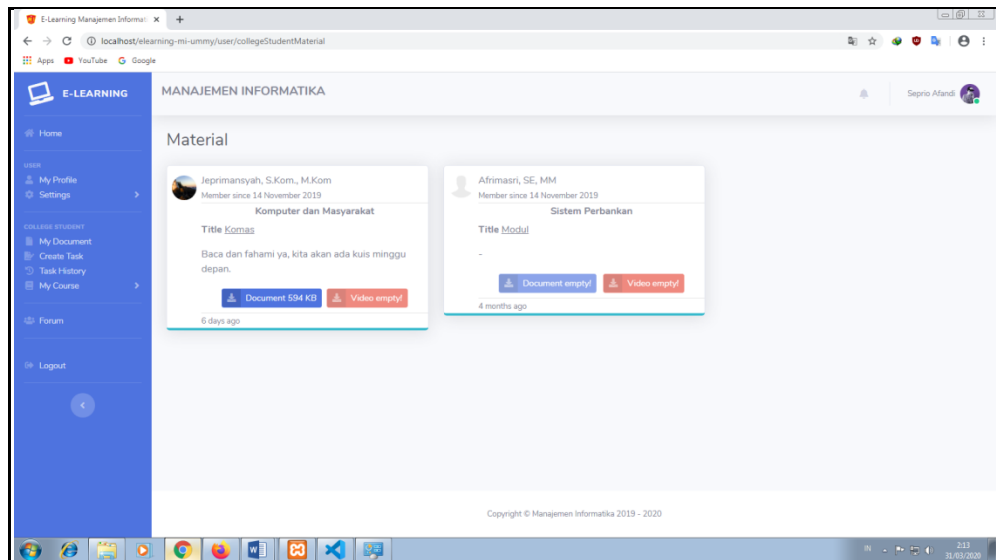 E-Learning Manajemen Informati
localhost/elearning-mi-ummy/user/collegeStudentMaterial
Apps YouTube Google
E-LEARNING
MANAJEMEN INFORMATIKA
Seprio Afandi
Home
USER
My Profile
Settings
COLLEGE STUDENT
My Document
Create Task
Task History
My Course
Forum
Logout
Material
Jeprimansyah, S.Kom., M.Kom
Member since 14 November 2019
Komputer dan Masyarakat
Title Komas
Baca dan fahami ya, kita akan ada kuis minggu
depan.
Document 594 KB Video empty!
6 days ago
Afrimasri, SE, MM
Member since 14 November 2019
Sistem Perbankan
Title Modul
-
Document empty! Video empty!
4 months ago
Copyright © Manajemen Informatika 2019 - 2020
IN
2:13
31/03/2020